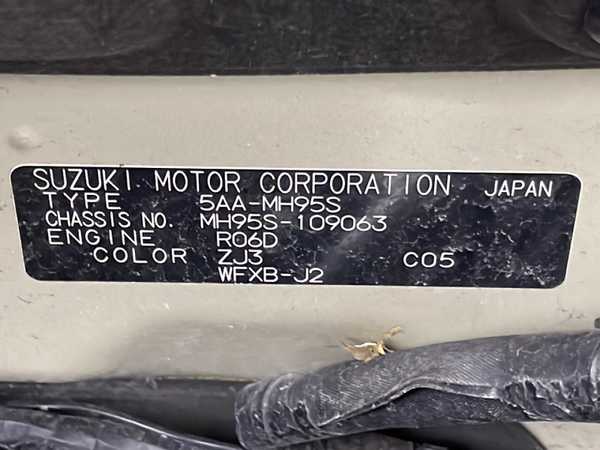 SUZUKI MOTOR CORPORATION JAPAN
TYPE 5AA-MH95S
CHASSIS NO. MH95S-109063
ENGINE R06D
COLOR ZJ3 C05
WFXB-J2